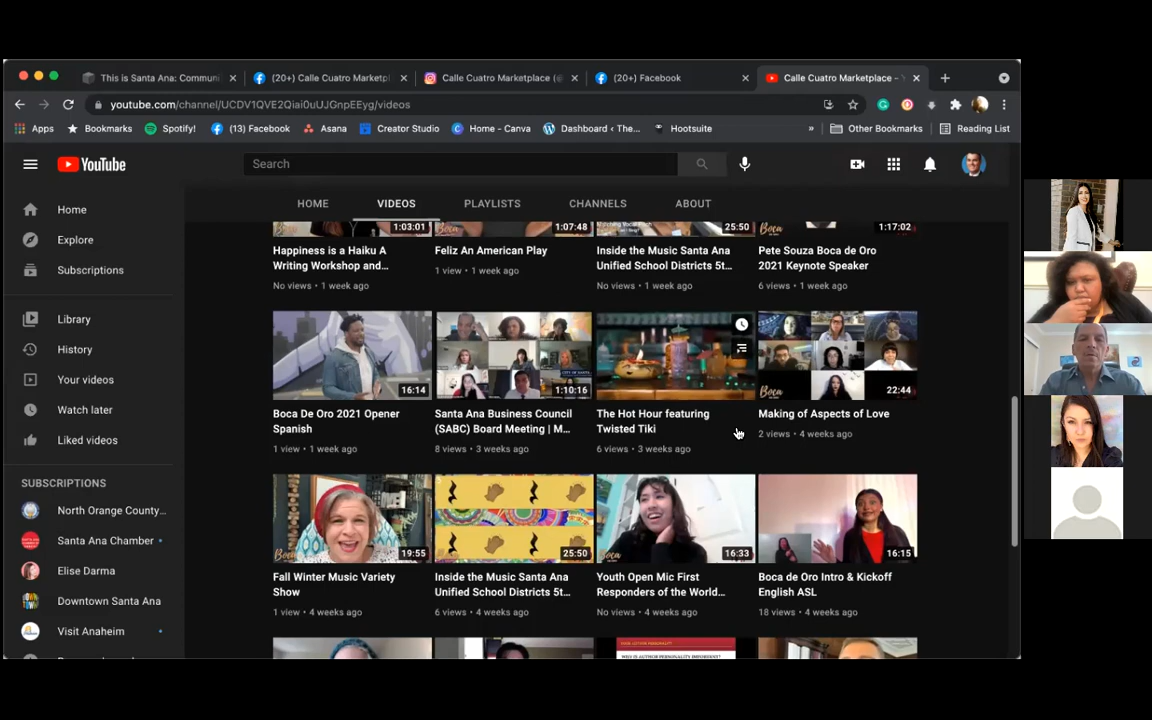 This is Santa Ana: Commun
(20+) Calle Cuatro Marketpl
Calle Cuatro Marketplace (@
(20+) Facebook
Calle Cuatro Marketplace - Y
youtube.com/channel/UCDV1QVE2Qiai0uUJGnpEEyg/videos
Apps
Bookmarks
Spotify!
(13) Facebook
Asana
Creator Studio
Home - Canva
Dashboard ‹ The...
Hootsuite
»
Other Bookmarks
Reading List
YouTube
Search
HOME
VIDEOS
PLAYLISTS
CHANNELS
ABOUT
Home
Explore
Subscriptions
Library
History
Your videos
Watch later
Liked videos
SUBSCRIPTIONS
North Orange County...
Santa Ana Chamber
Elise Darma
Downtown Santa Ana
Visit Anaheim
1:03:01
1:07:48
25:50
1:17:02
Happiness is a Haiku A
Writing Workshop and...
No views • 1 week ago
Feliz An American Play
1 view • 1 week ago
Inside the Music Santa Ana
Unified School Districts 5t...
No views • 1 week ago
Pete Souza Boca de Oro
2021 Keynote Speaker
6 views • 1 week ago
16:14
1:10:16
Boca
22:44
Boca De Oro 2021 Opener
Spanish
1 view • 1 week ago
Santa Ana Business Council
(SABC) Board Meeting | M...
8 views • 3 weeks ago
The Hot Hour featuring
Twisted Tiki
6 views • 3 weeks ago
Making of Aspects of Love
2 views • 4 weeks ago
Boca
19:55
25:50
Boca
16:33
Boca
16:15
Fall Winter Music Variety
Show
1 view • 4 weeks ago
Inside the Music Santa Ana
Unified School Districts 5t...
6 views • 4 weeks ago
Youth Open Mic First
Responders of the World...
No views • 4 weeks ago
Boca de Oro Intro & Kickoff
English ASL
18 views • 4 weeks ago
WHY IS AUTHOR PERSONALITY IMPORTANT?